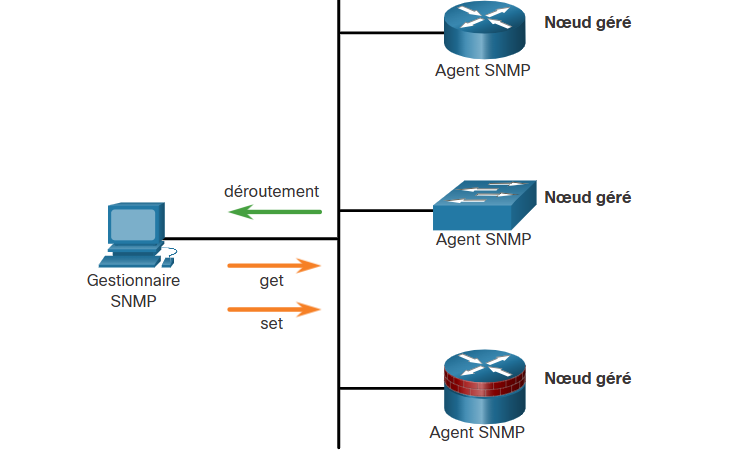 Nœud géré
Agent SNMP
déroutement
Nœud géré
Agent SNMP
Gestionnaire
SNMP
get
set
Nœud géré
Agent SNMP